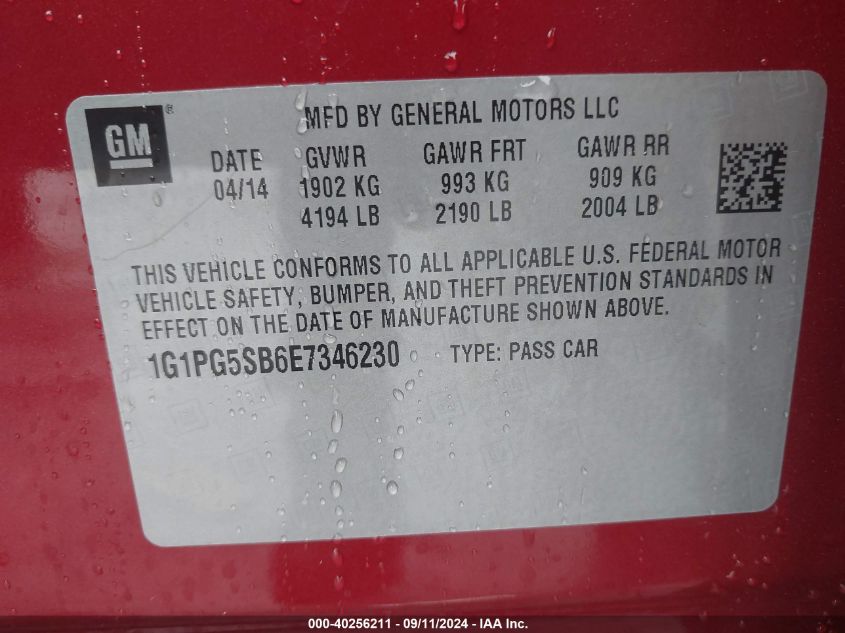 GM ®
MFD BY GENERAL MOTORS LLC
DATE GVWR GAWR FRT GAWR RR
04/14 1902 KG 993 KG 909 KG
4194 LB 2190 LB 2004 LB
THIS VEHICLE CONFORMS TO ALL APPLICABLE U.S. FEDERAL MOTOR
VEHICLE SAFETY, BUMPER, AND THEFT PREVENTION STANDARDS IN
EFFECT ON THE DATE OF MANUFACTURE SHOWN ABOVE.
1G1PG5SB6E7346230 TYPE: PASS CAR
000-40256211 - 09/11/2024 - IAA Inc.